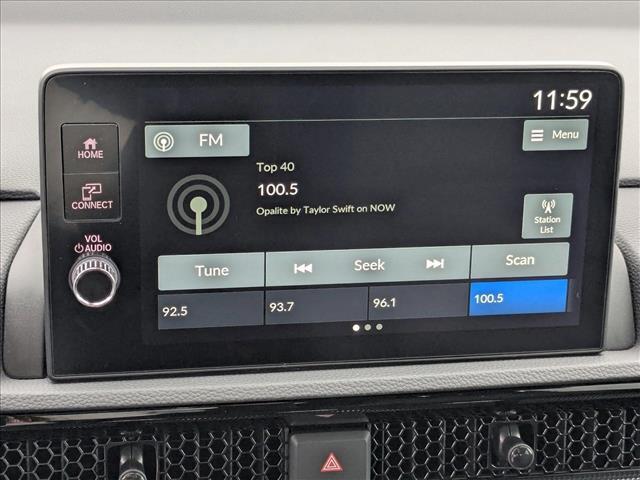 11:59
FM
Menu
HOME
CONNECT
VOL
AUDIO
Top 40
100.5
Opalite by Taylor Swift on NOW
Station
List
Tune
Seek
Scan
92.5
93.7
96.1
100.5